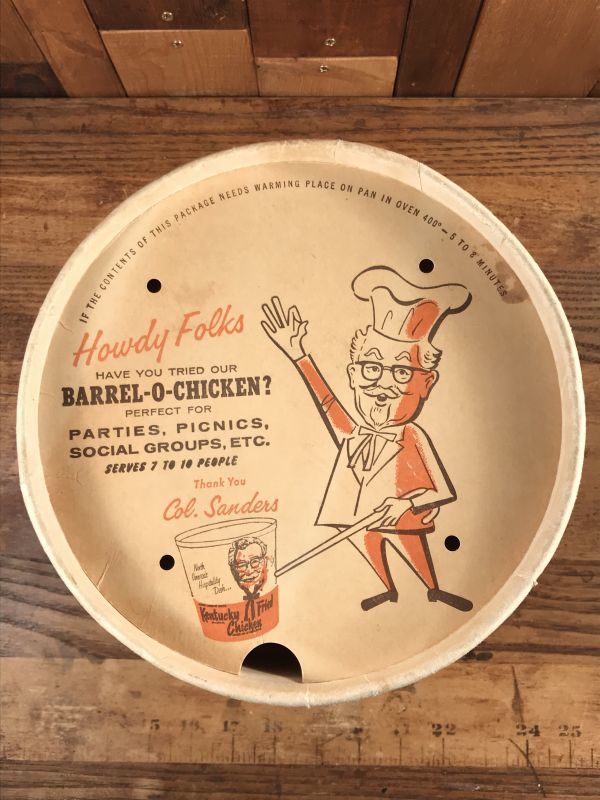 IF THE CONTENTS OF THIS PACKAGE NEEDS WARMING PLACE ON PAN IN OVEN 400° – 5 TO 8 MINUTES
Howdy Folks
HAVE YOU TRIED OUR
BARREL-O-CHICKEN?
PERFECT FOR
PARTIES, PICNICS,
SOCIAL GROUPS, ETC.
SERVES 7 TO 10 PEOPLE
Thank You
Col. Sanders
North
America's
Hospitality
Dish...
Kentucky Fried
Chicken
15 16 17 18 22 24 25